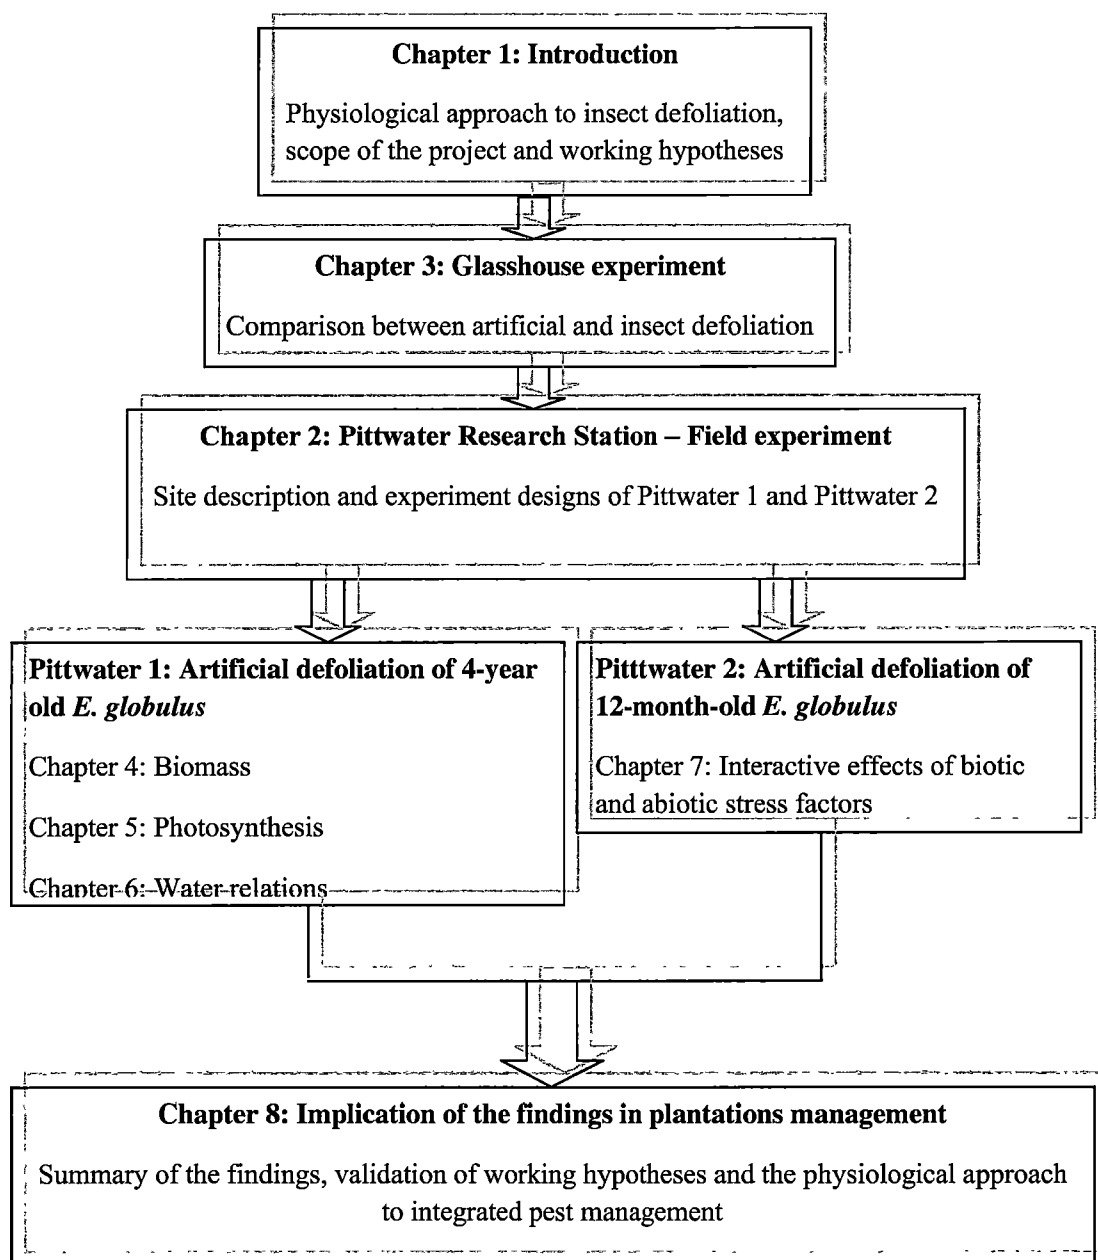 Chapter 1: Introduction
Physiological approach to insect defoliation,
scope of the project and working hypotheses
Chapter 3: Glasshouse experiment
Comparison between artificial and insect defoliation
Chapter 2: Pittwater Research Station – Field experiment
Site description and experiment designs of Pittwater 1 and Pittwater 2
Pittwater 1: Artificial defoliation of 4-year
old E. globulus
Chapter 4: Biomass
Chapter 5: Photosynthesis
Chapter 6: Water relations
Pitttwater 2: Artificial defoliation of
12-month-old E. globulus
Chapter 7: Interactive effects of biotic
and abiotic stress factors
Chapter 8: Implication of the findings in plantations management
Summary of the findings, validation of working hypotheses and the physiological approach
to integrated pest management